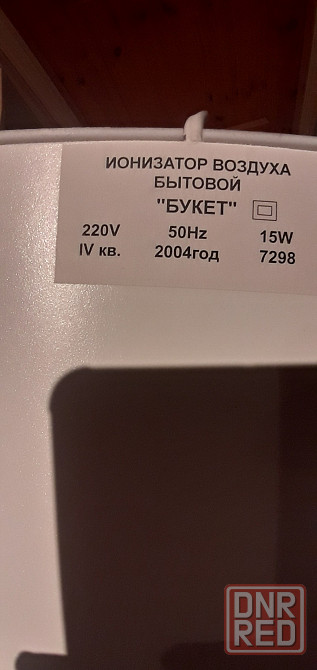 ИОНИЗАТОР ВОЗДУХА
БЫТОВОЙ
"БУКЕТ"
220V 50Hz 15W
IV кв. 2004год 7298
DNR
RED